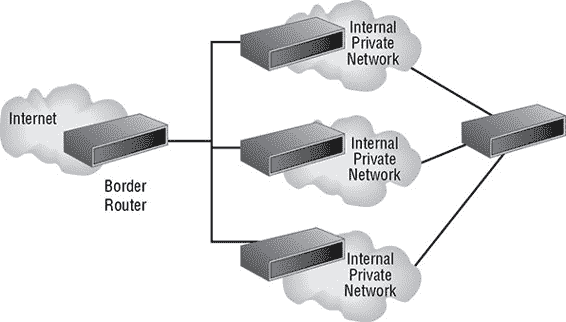 Internet
Border
Router
Internal
Private
Network
Internal
Private
Network
Internal
Private
Network